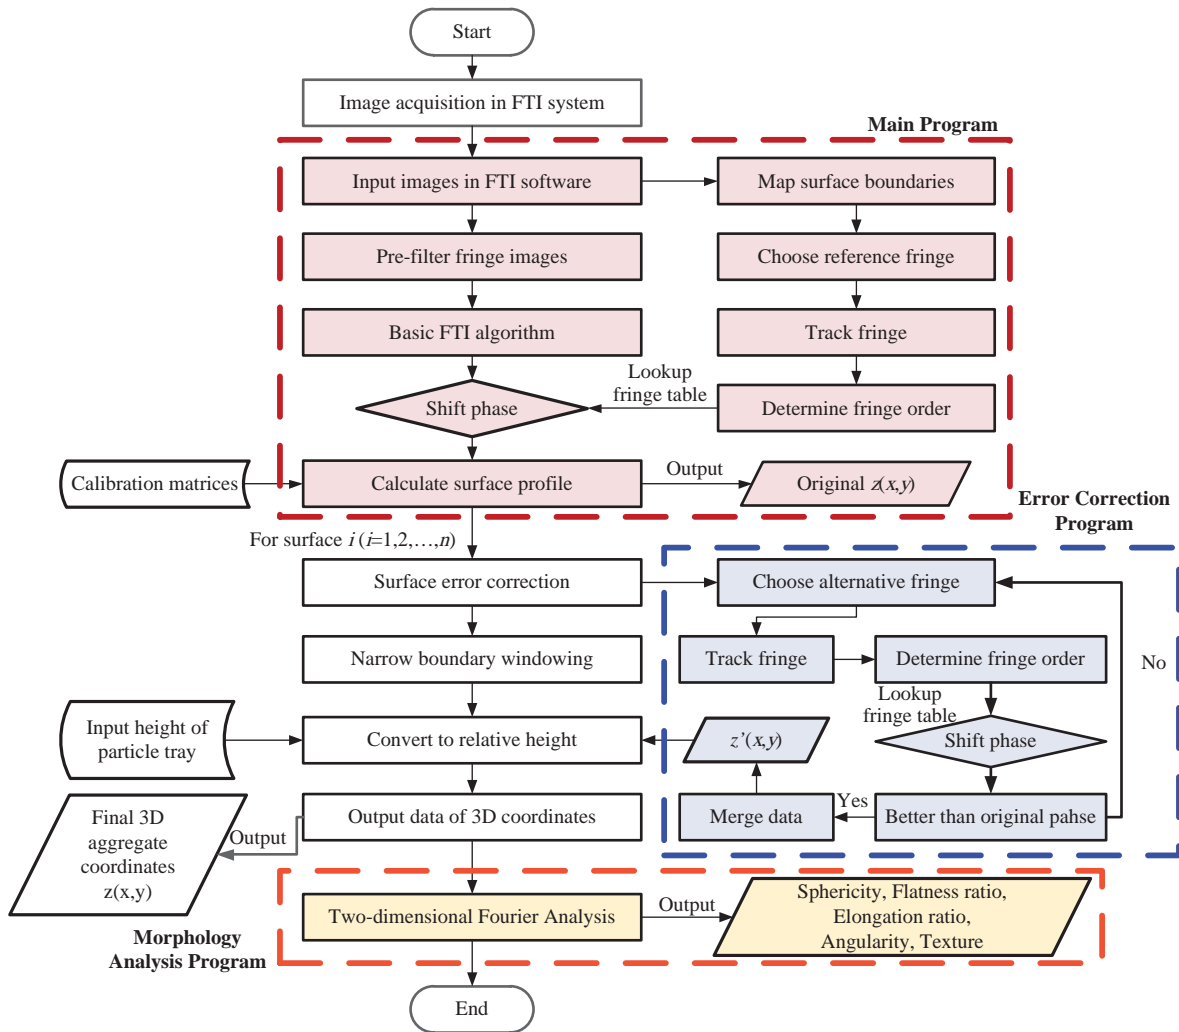 Start
Image acquisition in FTI system
Main Program
Input images in FTI software
Map surface boundaries
Pre-filter fringe images
Choose reference fringe
Basic FTI algorithm
Track fringe
Lookup
fringe table
Shift phase
Determine fringe order
Calibration matrices
Calculate surface profile
Output
Original z(x,y)
Error Correction
Program
For surface i (i=1,2,…,n)
Surface error correction
Choose alternative fringe
Narrow boundary windowing
Track fringe
Determine fringe order
No
Lookup
fringe table
Input height of
particle tray
Convert to relative height
z’(x,y)
Shift phase
Final 3D
aggregate
coordinates
z(x,y)
Output
Output data of 3D coordinates
Merge data
Yes
Better than original pahse
Two-dimensional Fourier Analysis
Output
Sphericity, Flatness ratio,
Elongation ratio,
Angularity, Texture
Morphology
Analysis Program
End